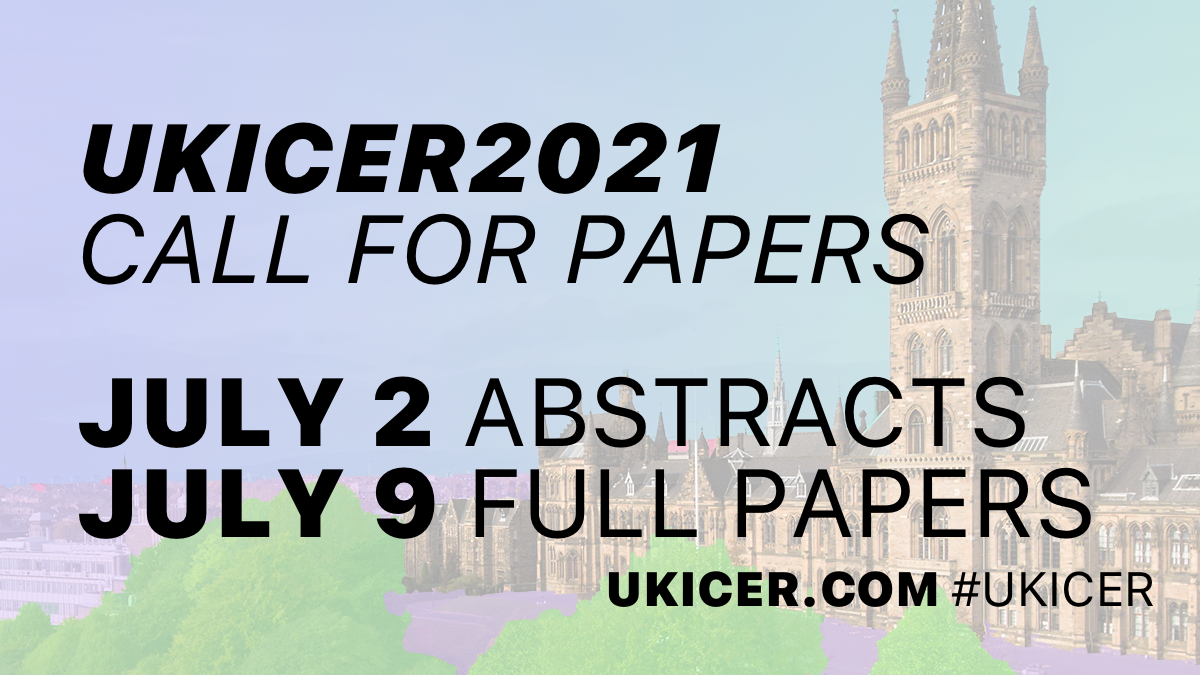 UKICER2021
CALL FOR PAPERS
JULY 2 ABSTRACTS
JULY 9 FULL PAPERS
UKICER.COM #UKICER